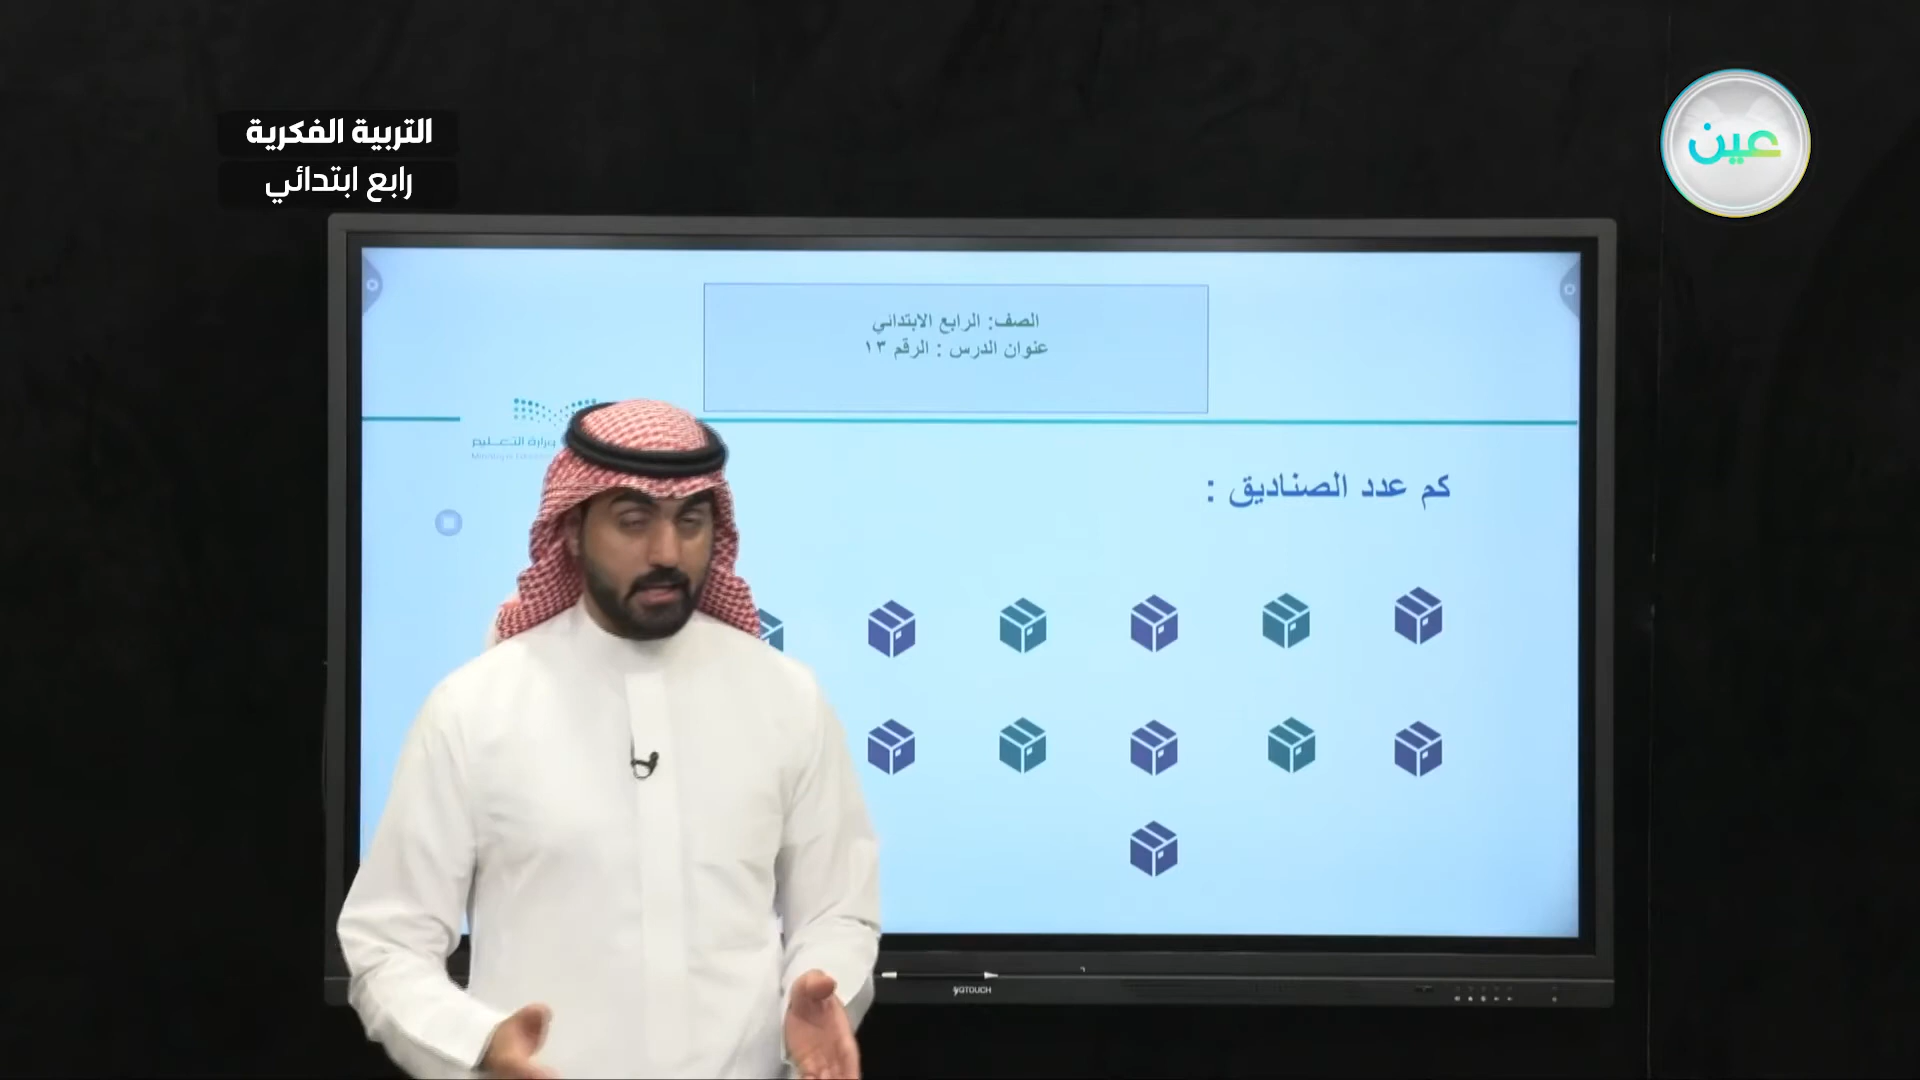 التربية الفكرية
رابع ابتدائي
عين
الصف: الرابع الابتدائي
عنوان الدرس : الرقم ١٣
وزارة التعليم
كم عدد الصناديق :